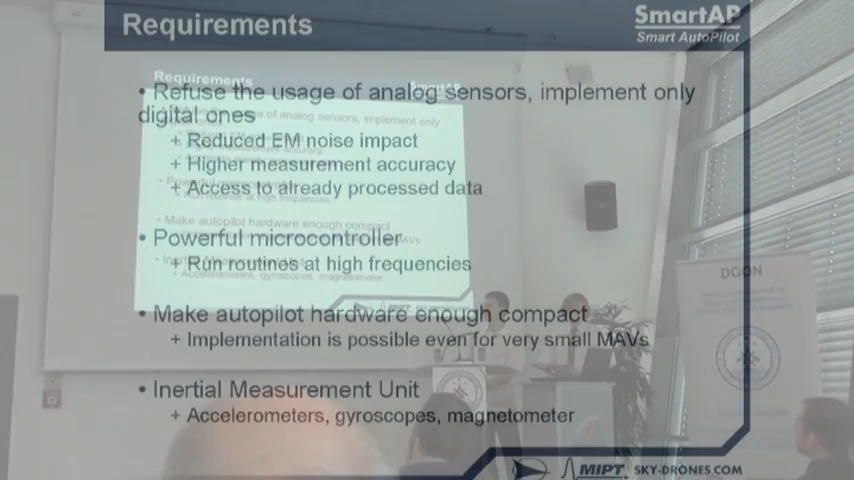 Requirements
SmartAP
Smart AutoPilot
Requirements
SmartAP
• Refuse the usage of analog sensors, implement only
digital ones
+ Reduced EM noise impact
+ Higher measurement accuracy
+ Access to already processed data
• Powerful microcontroller
+ Run routines at high frequencies
• Make autopilot hardware enough compact
+ Implementation is possible even for very small MAVs
• Inertial Measurement Unit
+ Accelerometers, gyroscopes, magnetometer
DGON
MIPT SKY-DRONES.COM